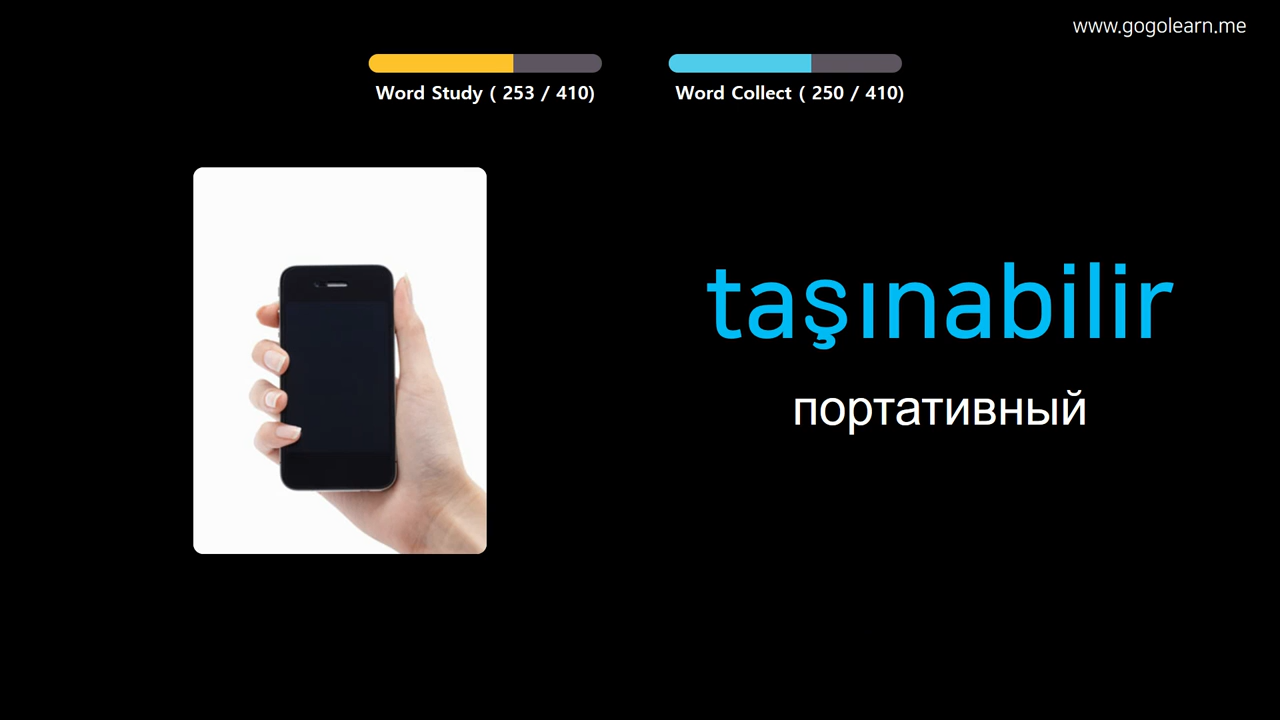 www.gogolearn.me
Word Study ( 253 / 410)
Word Collect ( 250 / 410)
taşınabilir
портативный